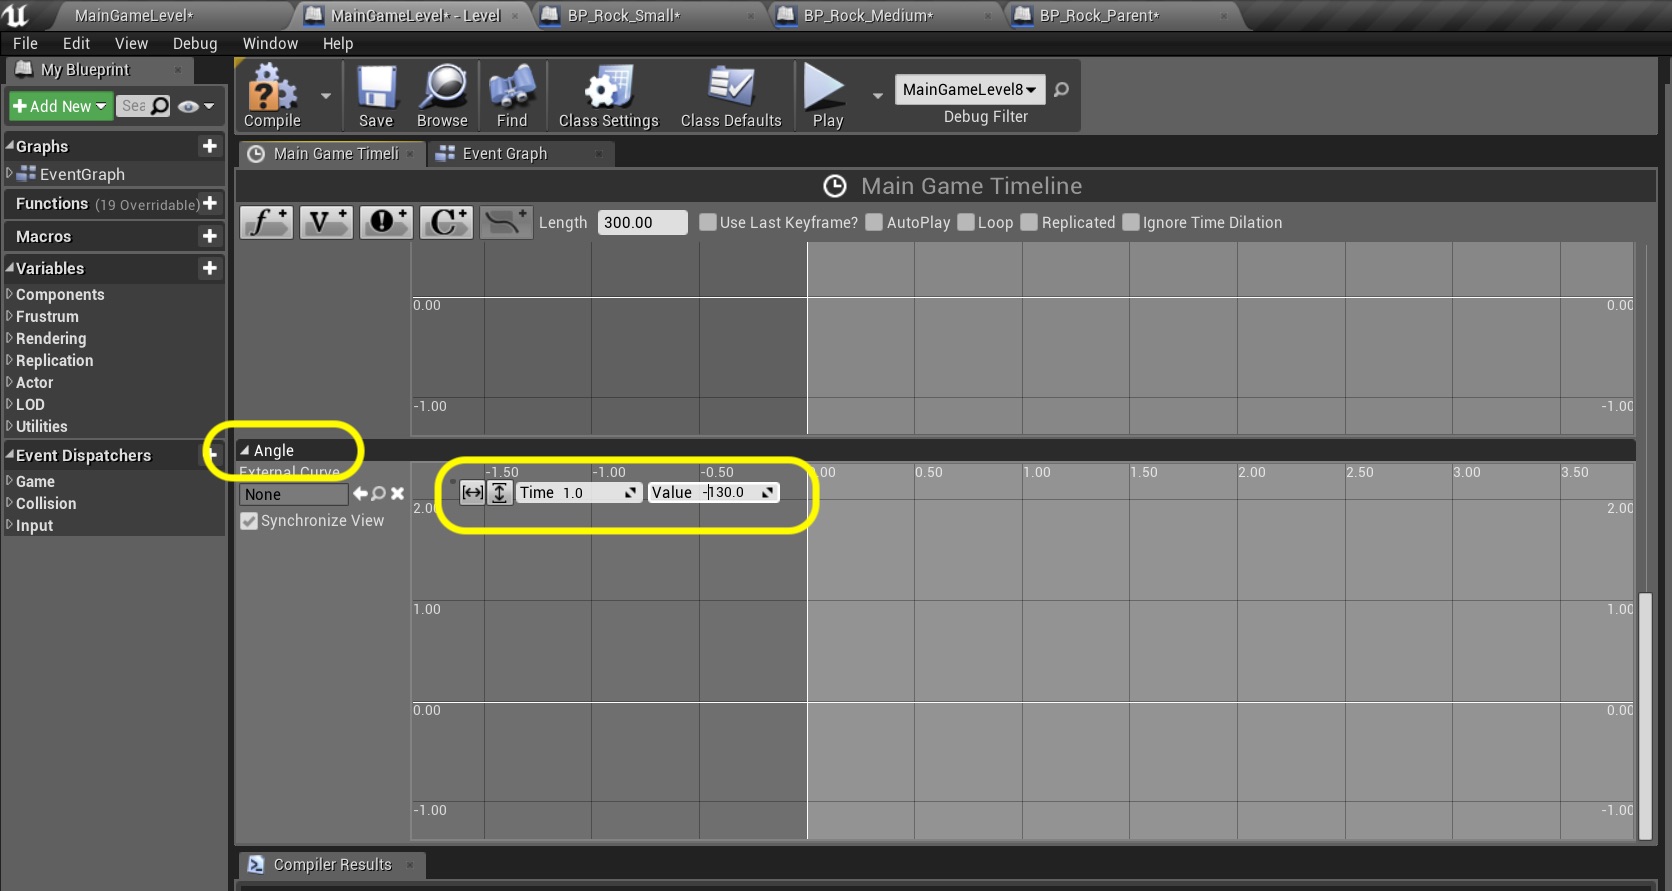 MainGameLevel*
MainGameLevel* - Level
BP_Rock_Small*
BP_Rock_Medium*
BP_Rock_Parent*
File Edit View Debug Window Help
My Blueprint
Add New
Sea
Compile
Save
Browse
Find
Class Settings
Class Defaults
Play
MainGameLevel8
Debug Filter
Graphs
EventGraph
Functions (19 Overridable)
Macros
Variables
Components
Frustrum
Rendering
Replication
Actor
LOD
Utilities
Event Dispatchers
Game
Collision
Input
Main Game Timeli
Event Graph
Main Game Timeline
f V C Length 300.00 Use Last Keyframe? AutoPlay Loop Replicated Ignore Time Dilation
0.00 0.00
-1.00 -1.00
Angle
External Curve
None
Synchronize View
-1.50 -1.00 -0.50 0.00 0.50 1.00 1.50 2.00 2.50 3.00 3.50
Time 1.0 Value -130.0
2.00 2.00
1.00 1.00
0.00 0.00
-1.00 -1.00
Compiler Results